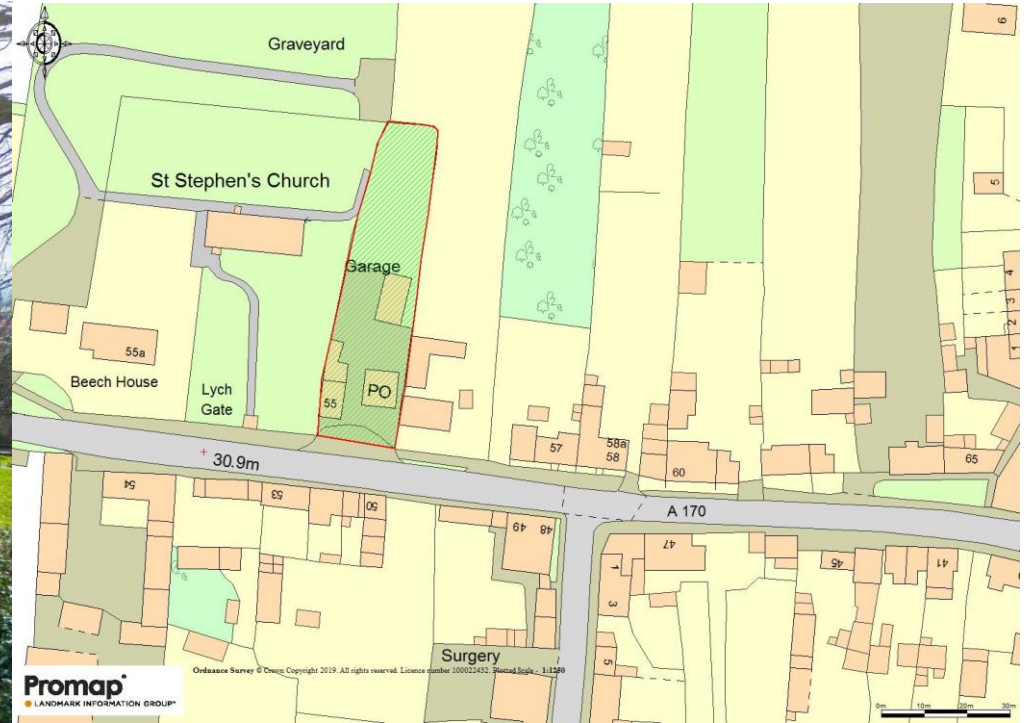 Graveyard
6
St Stephen's Church
5
Garage
4
3
2
1
55a
Beech House
Lych
Gate
55
PO
57
58a
58
60
65
30.9m
A 170
54
53
50
49
48
47
45
41
1
3
5
Surgery
Ordnance Survey © Crown Copyright 2019. All rights reserved. Licence number 100022432. Plotted Scale - 1:1250
Promap
LANDMARK INFORMATION GROUP
0m 10m 20m 30m